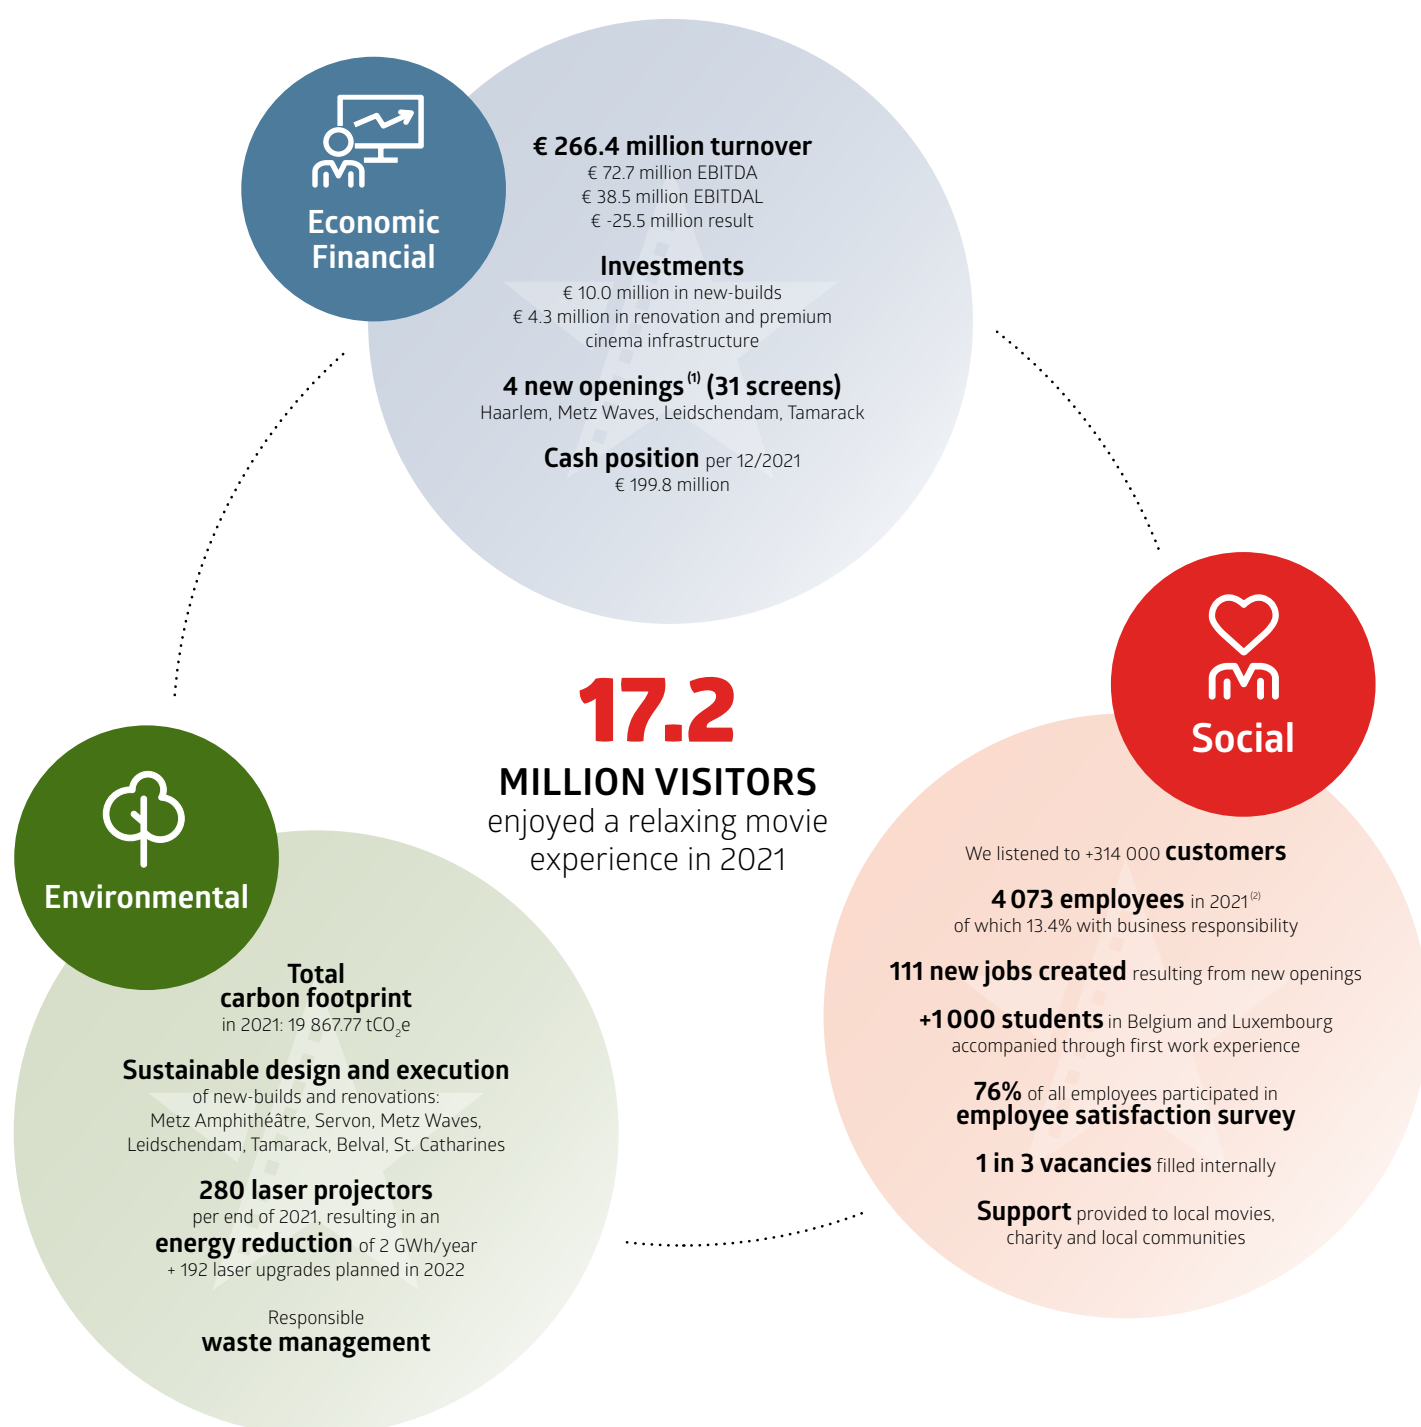 Economic
Financial
€ 266.4 million turnover
€ 72.7 million EBITDA
€ 38.5 million EBITDAL
€ -25.5 million result
Investments
€ 10.0 million in new-builds
€ 4.3 million in renovation and premium
cinema infrastructure
4 new openings (1) (31 screens)
Haarlem, Metz Waves, Leidschendam, Tamarack
Cash position per 12/2021
€ 199.8 million
17.2
MILLION VISITORS
enjoyed a relaxing movie
experience in 2021
Social
We listened to +314 000 customers
4 073 employees in 2021 (2)
of which 13.4% with business responsibility
111 new jobs created resulting from new openings
+1 000 students in Belgium and Luxembourg
accompanied through first work experience
76% of all employees participated in
employee satisfaction survey
1 in 3 vacancies filled internally
Support provided to local movies,
charity and local communities
Environmental
Total
carbon footprint
in 2021: 19 867.77 tCO2e
Sustainable design and execution
of new-builds and renovations:
Metz Amphithéâtre, Servon, Metz Waves,
Leidschendam, Tamarack, Belval, St. Catharines
280 laser projectors
per end of 2021, resulting in an
energy reduction of 2 GWh/year
+ 192 laser upgrades planned in 2022
Responsible
waste management